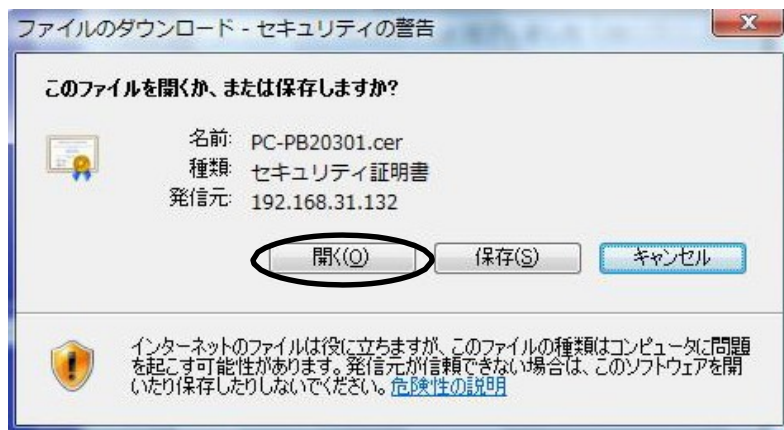 ファイルのダウンロード - セキュリティの警告
このファイルを開くか、または保存しますか?
名前: PC-PB20301.cer
種類: セキュリティ証明書
発信元: 192.168.31.132
開く(O) 保存(S) キャンセル
インターネットのファイルは役に立ちますが、このファイルの種類はコンピュータに問題
を起こす可能性があります。発信元が信頼できない場合は、このソフトウェアを開
いたり保存したりしないでください。危険性の説明